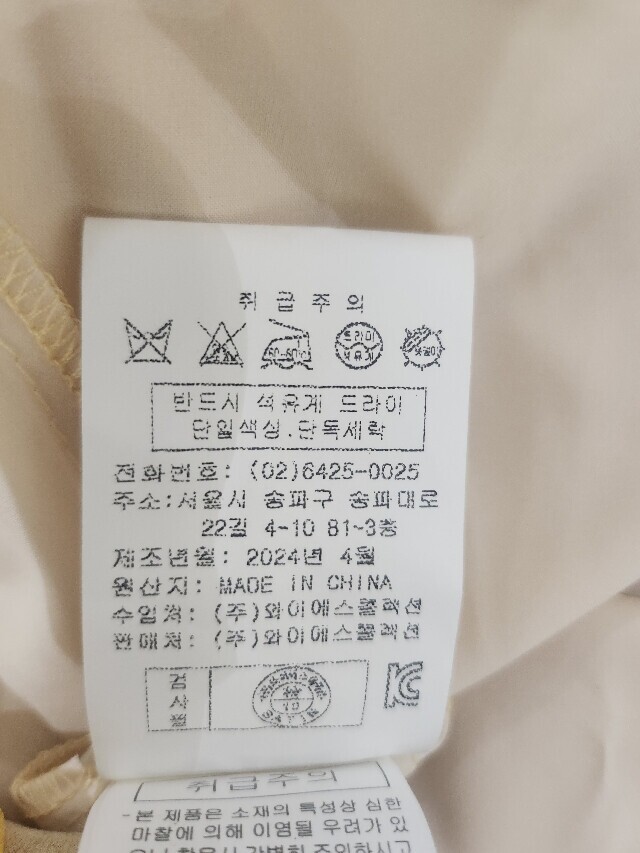 취급주의
드라이
석유계
반드시 석유계 드라이
단일색상.단독세탁
전화번호: (02)6425-0025
주소:서울시 송파구 송파대로
22길 4-10 B1-3층
제조년월: 2024년 4월
원산지: MADE IN CHINA
수입처: (주)와이에스콜렉션
판매처: (주)와이에스콜렉션
검사필
취급주의
-본 제품은 소재의 특성상 심한
마찰에 의해 이염될 우려가 있